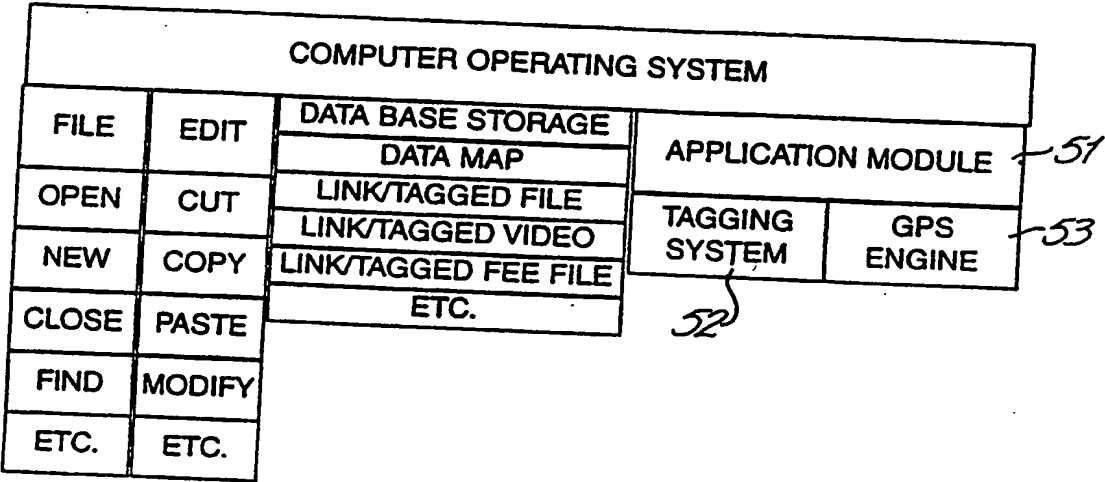 COMPUTER OPERATING SYSTEM
FILE
OPEN
NEW
CLOSE
FIND
ETC.
EDIT
CUT
COPY
PASTE
MODIFY
ETC.
DATA BASE STORAGE
DATA MAP
LINK/TAGGED FILE
LINK/TAGGED VIDEO
LINK/TAGGED FEE FILE
ETC.
APPLICATION MODULE
51
TAGGING
SYSTEM
52
GPS
ENGINE
53